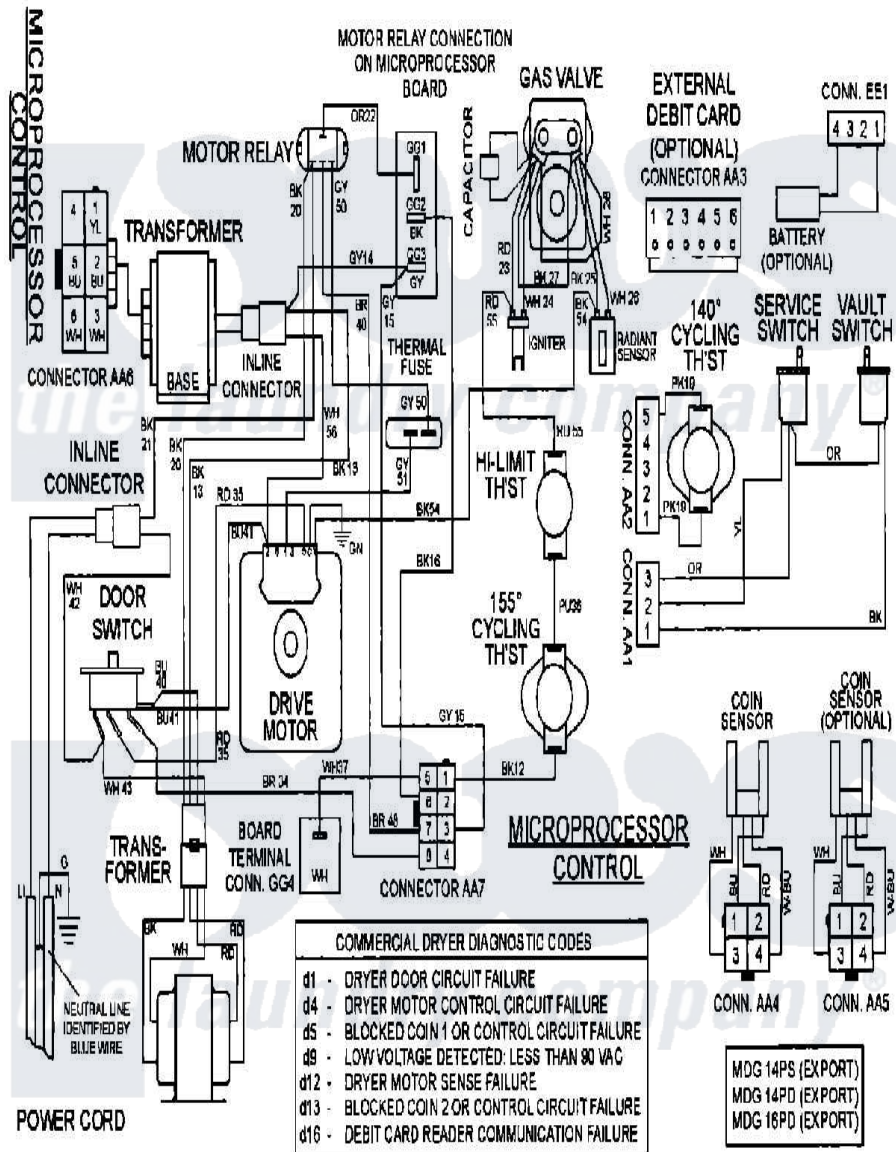 MICROPROCESSOR
CONTROL
MOTOR RELAY CONNECTION
ON MICROPROCESSOR
BOARD
GAS VALVE
EXTERNAL
DEBIT CARD
(OPTIONAL)
CONNECTOR AA3
1 2 3 4 5 6
CONN. EE1
4 3 2 1
BATTERY
(OPTIONAL)
CAPACITOR
OR22
GG1
GG2
BK
GG3
GY
MOTOR RELAY
BK
20
GY
50
4
1
YL
5
BU
2
BU
6
WH
3
WH
CONNECTOR AA6
TRANSFORMER
BASE
GY14
INLINE
CONNECTOR
BR
40
GY
15
THERMAL
FUSE
GY 50
GY
51
RD
23
BK 27
BK 25
WH 26
WH 24
WH 26
RD
55
BK
54
IGNITER
RADIANT
SENSOR
140°
CYCLING
TH'ST
SERVICE
SWITCH
VAULT
SWITCH
the laundry company®
PK19
CONN. AA2
5
4
3
2
1
PK19
YL
OR
CONN. AA1
3
2
1
OR
BK
INLINE
CONNECTOR
BK
21
BK
20
BK
13
WH
56
BK13
RD 35
BU41
GN
BK54
BK16
RD 55
HI-LIMIT
TH'ST
155°
CYCLING
TH'ST
PU36
WH
42
DOOR
SWITCH
BU
40
BU41
RD
35
WH 43
DRIVE
MOTOR
GY 15
BR 04
WH37
BR 48
BK12
5 1
6 2
7 3
8 4
CONNECTOR AA7
BOARD
TERMINAL
CONN. GG4
WH
MICROPROCESSOR
CONTROL
TRANS-
FORMER
BK
WH
RD
RD
L1
G
N
NEUTRAL LINE
IDENTIFIED BY
BLUE WIRE
POWER CORD
COIN
SENSOR
WH
BU
RD
W-BU
1 2
3 4
CONN. AA4
COIN
SENSOR
(OPTIONAL)
WH
BU
RD
W-BU
1 2
3 4
CONN. AA5
COMMERCIAL DRYER DIAGNOSTIC CODES
d1 - DRYER DOOR CIRCUIT FAILURE
d4 - DRYER MOTOR CONTROL CIRCUIT FAILURE
d5 - BLOCKED COIN 1 OR CONTROL CIRCUIT FAILURE
d9 - LOW VOLTAGE DETECTED: LESS THAN 90 VAC
d12 - DRYER MOTOR SENSE FAILURE
d13 - BLOCKED COIN 2 OR CONTROL CIRCUIT FAILURE
d16 - DEBIT CARD READER COMMUNICATION FAILURE
MDG 14PS (EXPORT)
MDG 14PD (EXPORT)
MDG 16PD (EXPORT)
the laundry company®